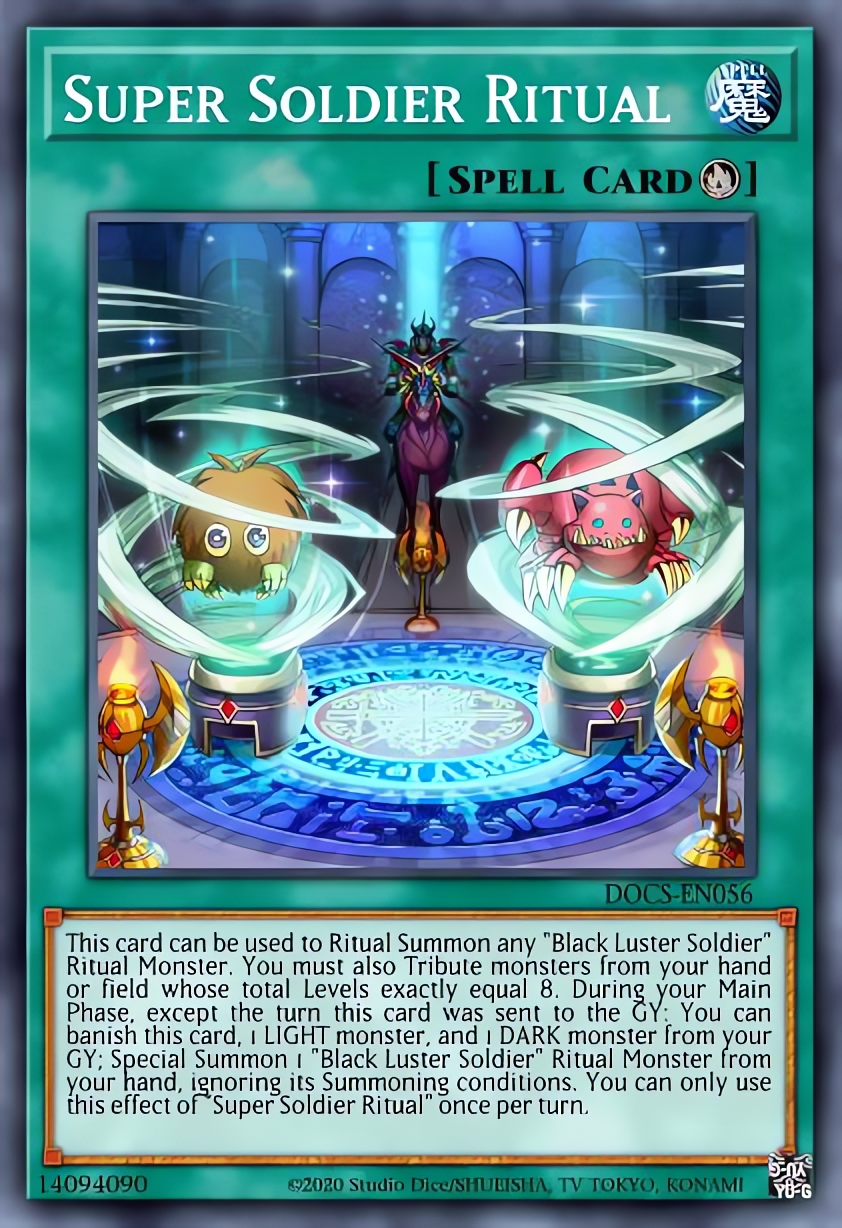 SUPER SOLDIER RITUAL
魔
[SPELL CARD]
DOCS-EN056
This card can be used to Ritual Summon any "Black Luster Soldier"
Ritual Monster. You must also Tribute monsters from your hand
or field whose total Levels exactly equal 8. During your Main
Phase, except the turn this card was sent to the GY: You can
banish this card, 1 LIGHT monster, and 1 DARK monster from your
GY; Special Summon 1 "Black Luster Soldier" Ritual Monster from
your hand, ignoring its Summoning conditions. You can only use
this effect of "Super Soldier Ritual" once per turn.
14094090
©2020 Studio Dice/SHUEISHA, TV TOKYO, KONAMI